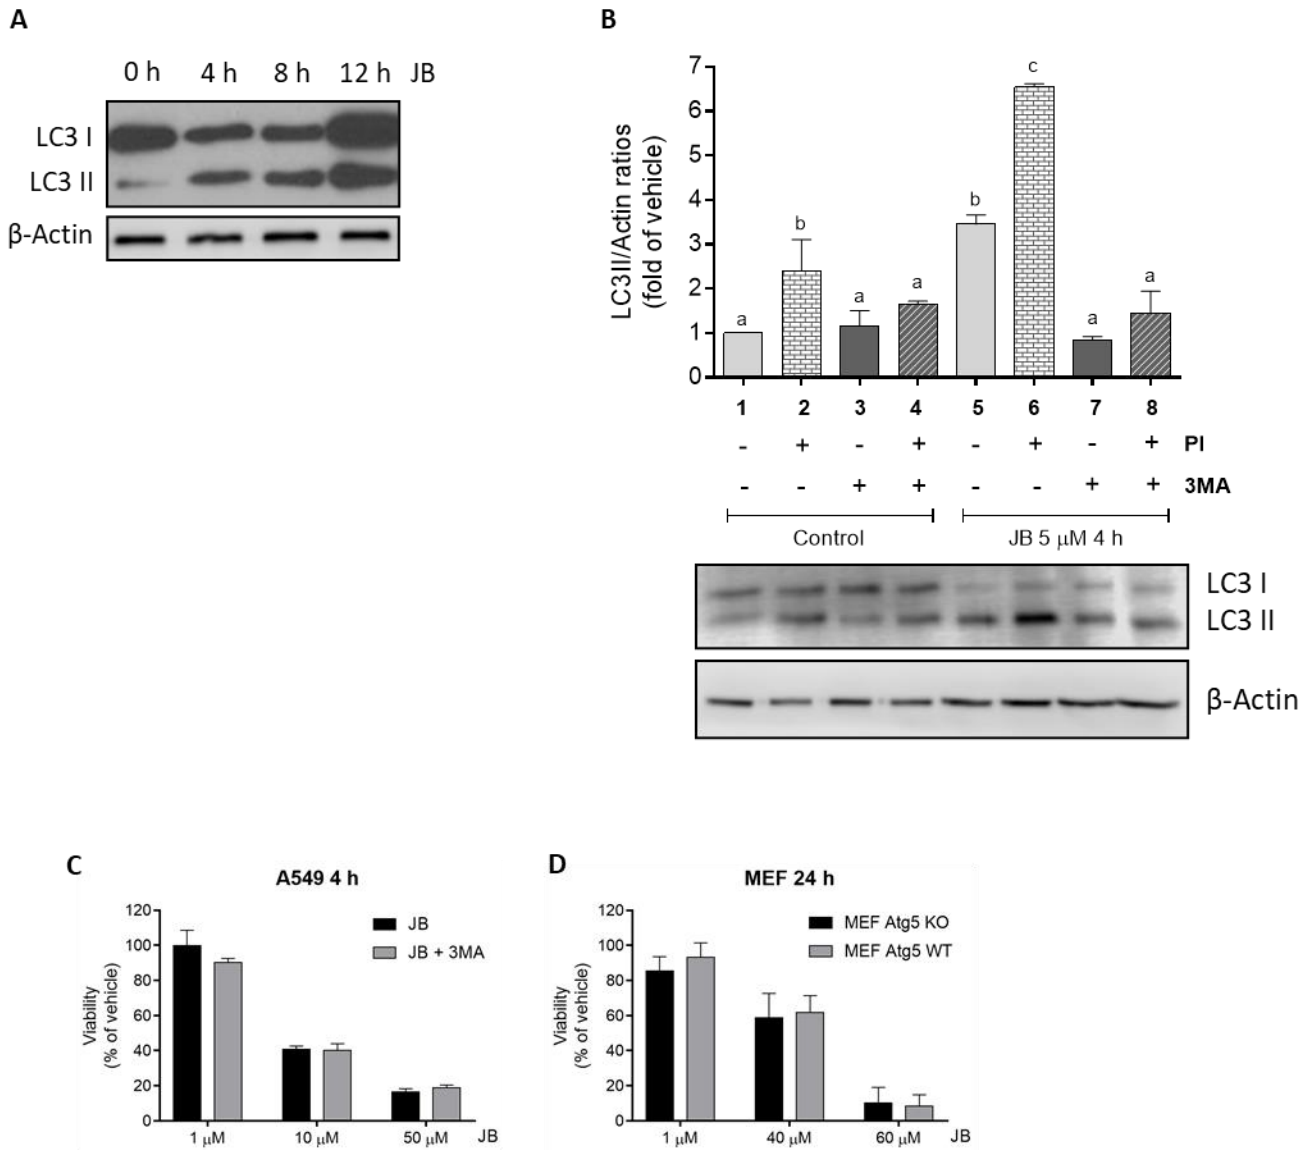 A
0 h 4 h 8 h 12 h JB
LC3 I
LC3 II
β-Actin
B
LC3II/Actin ratios
(fold of vehicle)
7
6
5
4
3
2
1
0
a b a a b c a a
1 2 3 4 5 6 7 8
- + - + - + - + PI
- - + + - - + + 3MA
Control JB 5 μM 4 h
LC3 I
LC3 II
β-Actin
C
A549 4 h
Viability
(% of vehicle)
120
100
80
60
40
20
0
JB
JB + 3MA
1 μM 10 μM 50 μM JB
D
MEF 24 h
Viability
(% of vehicle)
120
100
80
60
40
20
0
MEF Atg5 KO
MEF Atg5 WT
1 μM 40 μM 60 μM JB